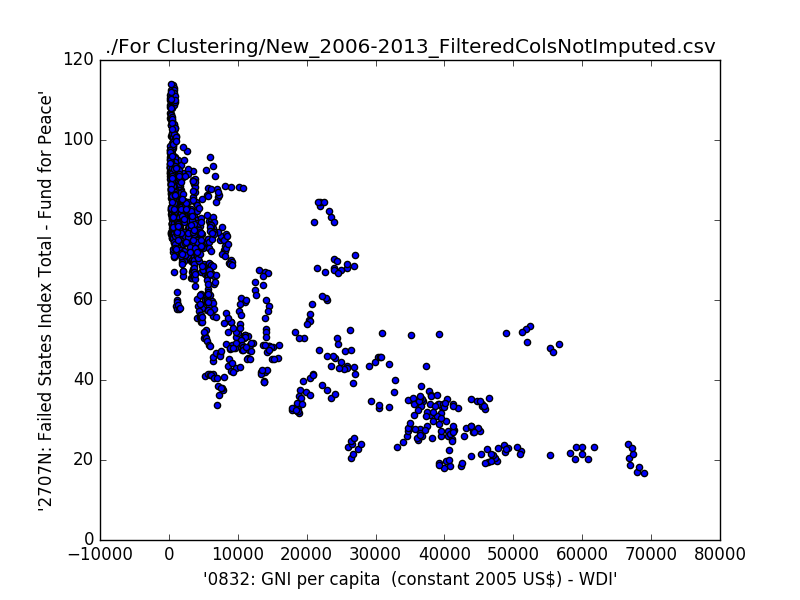 ./For Clustering/New_2006-2013_FilteredColsNotImputed.csv
120
100
80
60
40
20
0
'2707N: Failed States Index Total - Fund for Peace'
−10000 0 10000 20000 30000 40000 50000 60000 70000 80000
'0832: GNI per capita  (constant 2005 US$) - WDI'